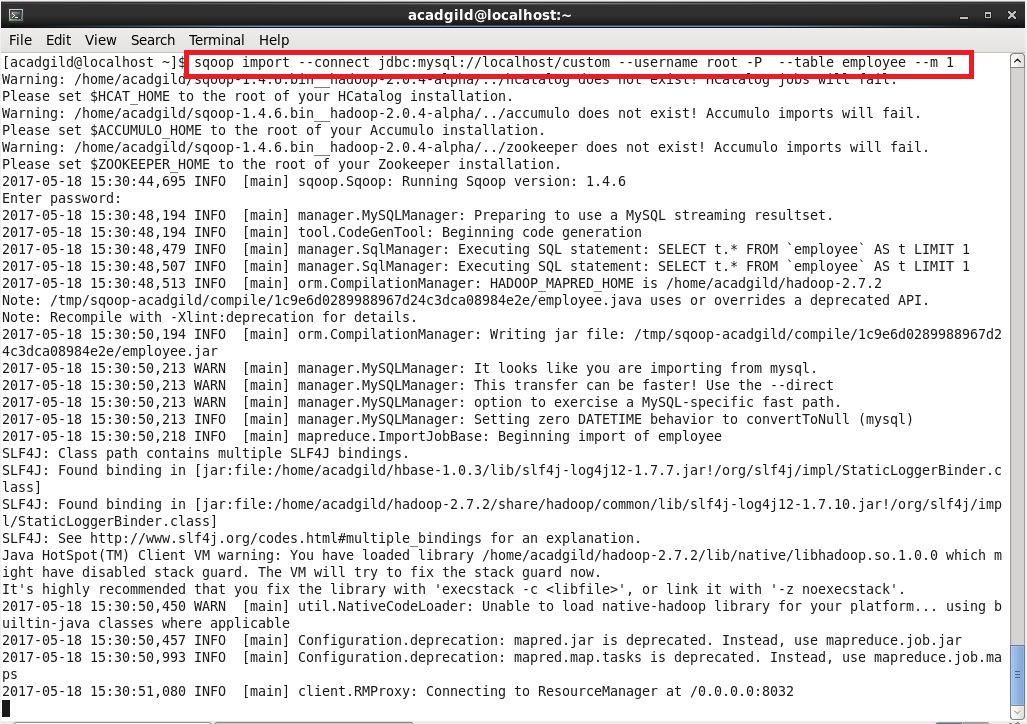 acadgild@localhost:~
File Edit View Search Terminal Help
[acadgild@localhost ~]$ sqoop import --connect jdbc:mysql://localhost/custom --username root -P  --table employee --m 1
Warning: /home/acadgild/sqoop-1.4.6.bin__hadoop-2.0.4-alpha/../hcatalog does not exist! HCatalog jobs will fail.
Please set $HCAT_HOME to the root of your HCatalog installation.
Warning: /home/acadgild/sqoop-1.4.6.bin__hadoop-2.0.4-alpha/../accumulo does not exist! Accumulo imports will fail.
Please set $ACCUMULO_HOME to the root of your Accumulo installation.
Warning: /home/acadgild/sqoop-1.4.6.bin__hadoop-2.0.4-alpha/../zookeeper does not exist! Accumulo imports will fail.
Please set $ZOOKEEPER_HOME to the root of your Zookeeper installation.
2017-05-18 15:30:44,695 INFO  [main] sqoop.Sqoop: Running Sqoop version: 1.4.6
Enter password:
2017-05-18 15:30:48,194 INFO  [main] manager.MySQLManager: Preparing to use a MySQL streaming resultset.
2017-05-18 15:30:48,194 INFO  [main] tool.CodeGenTool: Beginning code generation
2017-05-18 15:30:48,479 INFO  [main] manager.SqlManager: Executing SQL statement: SELECT t.* FROM `employee` AS t LIMIT 1
2017-05-18 15:30:48,507 INFO  [main] manager.SqlManager: Executing SQL statement: SELECT t.* FROM `employee` AS t LIMIT 1
2017-05-18 15:30:48,513 INFO  [main] orm.CompilationManager: HADOOP_MAPRED_HOME is /home/acadgild/hadoop-2.7.2
Note: /tmp/sqoop-acadgild/compile/1c9e6d0289988967d24c3dca08984e2e/employee.java uses or overrides a deprecated API.
Note: Recompile with -Xlint:deprecation for details.
2017-05-18 15:30:50,194 INFO  [main] orm.CompilationManager: Writing jar file: /tmp/sqoop-acadgild/compile/1c9e6d0289988967d2
4c3dca08984e2e/employee.jar
2017-05-18 15:30:50,213 WARN  [main] manager.MySQLManager: It looks like you are importing from mysql.
2017-05-18 15:30:50,213 WARN  [main] manager.MySQLManager: This transfer can be faster! Use the --direct
2017-05-18 15:30:50,213 WARN  [main] manager.MySQLManager: option to exercise a MySQL-specific fast path.
2017-05-18 15:30:50,213 INFO  [main] manager.MySQLManager: Setting zero DATETIME behavior to convertToNull (mysql)
2017-05-18 15:30:50,218 INFO  [main] mapreduce.ImportJobBase: Beginning import of employee
SLF4J: Class path contains multiple SLF4J bindings.
SLF4J: Found binding in [jar:file:/home/acadgild/hbase-1.0.3/lib/slf4j-log4j12-1.7.7.jar!/org/slf4j/impl/StaticLoggerBinder.c
lass]
SLF4J: Found binding in [jar:file:/home/acadgild/hadoop-2.7.2/share/hadoop/common/lib/slf4j-log4j12-1.7.10.jar!/org/slf4j/imp
l/StaticLoggerBinder.class]
SLF4J: See http://www.slf4j.org/codes.html#multiple_bindings for an explanation.
Java HotSpot(TM) Client VM warning: You have loaded library /home/acadgild/hadoop-2.7.2/lib/native/libhadoop.so.1.0.0 which m
ight have disabled stack guard. The VM will try to fix the stack guard now.
It's highly recommended that you fix the library with 'execstack -c <libfile>', or link it with '-z noexecstack'.
2017-05-18 15:30:50,450 WARN  [main] util.NativeCodeLoader: Unable to load native-hadoop library for your platform... using b
uiltin-java classes where applicable
2017-05-18 15:30:50,457 INFO  [main] Configuration.deprecation: mapred.jar is deprecated. Instead, use mapreduce.job.jar
2017-05-18 15:30:50,993 INFO  [main] Configuration.deprecation: mapred.map.tasks is deprecated. Instead, use mapreduce.job.ma
ps
2017-05-18 15:30:51,080 INFO  [main] client.RMProxy: Connecting to ResourceManager at /0.0.0.0:8032